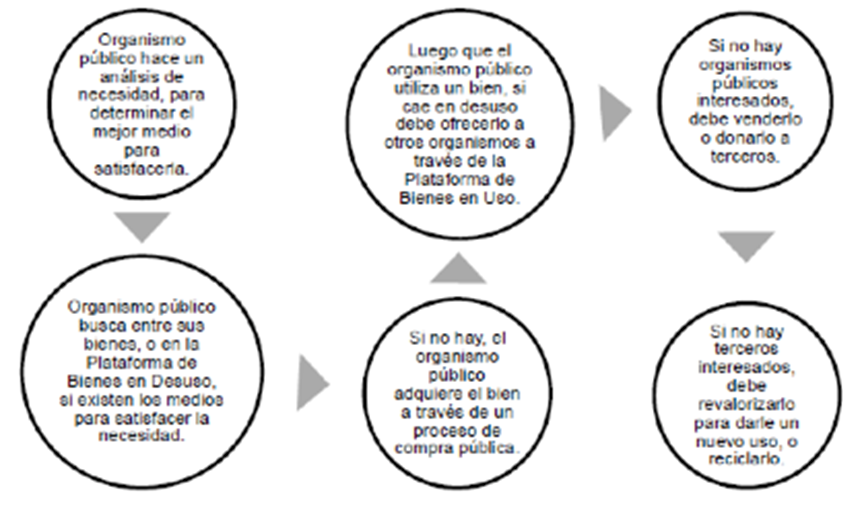 Organismo
público hace un
análisis de
necesidad, para
determinar el
mejor medio
para
satisfacerla.
Organismo público
busca entre sus
bienes, o en la
Plataforma de
Bienes en Desuso,
si existen los medios
para satisfacer la
necesidad.
Si no hay, el
organismo
público
adquiere el bien
a través de un
proceso de
compra pública.
Luego que el
organismo público
utiliza un bien, si
cae en desuso
debe ofrecerlo a
otros organismos a
través de la
Plataforma de
Bienes en Uso.
Si no hay
organismos
públicos
interesados,
debe venderlo
o donarlo a
terceros.
Si no hay
terceros
interesados,
debe
revalorizarlo
para darle un
nuevo uso, o
reciclarlo.